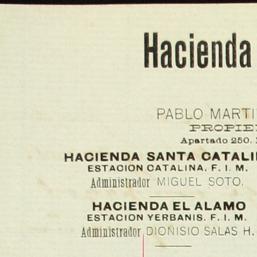 Hacienda
PABLO MARTI
PROPIE
Apartado 250.
HACIENDA SANTA CATALI
ESTACION CATALINA, F. I. M.
Administrador MIGUEL SOTO.
HACIENDA EL ALAMO
ESTACION YERBANIS, F. I. M.
Administrador DIONISIO SALAS H.